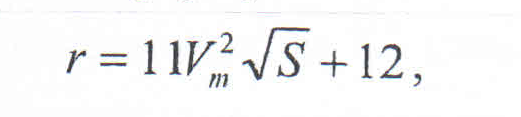 r = 11V_m^2 √S + 12,